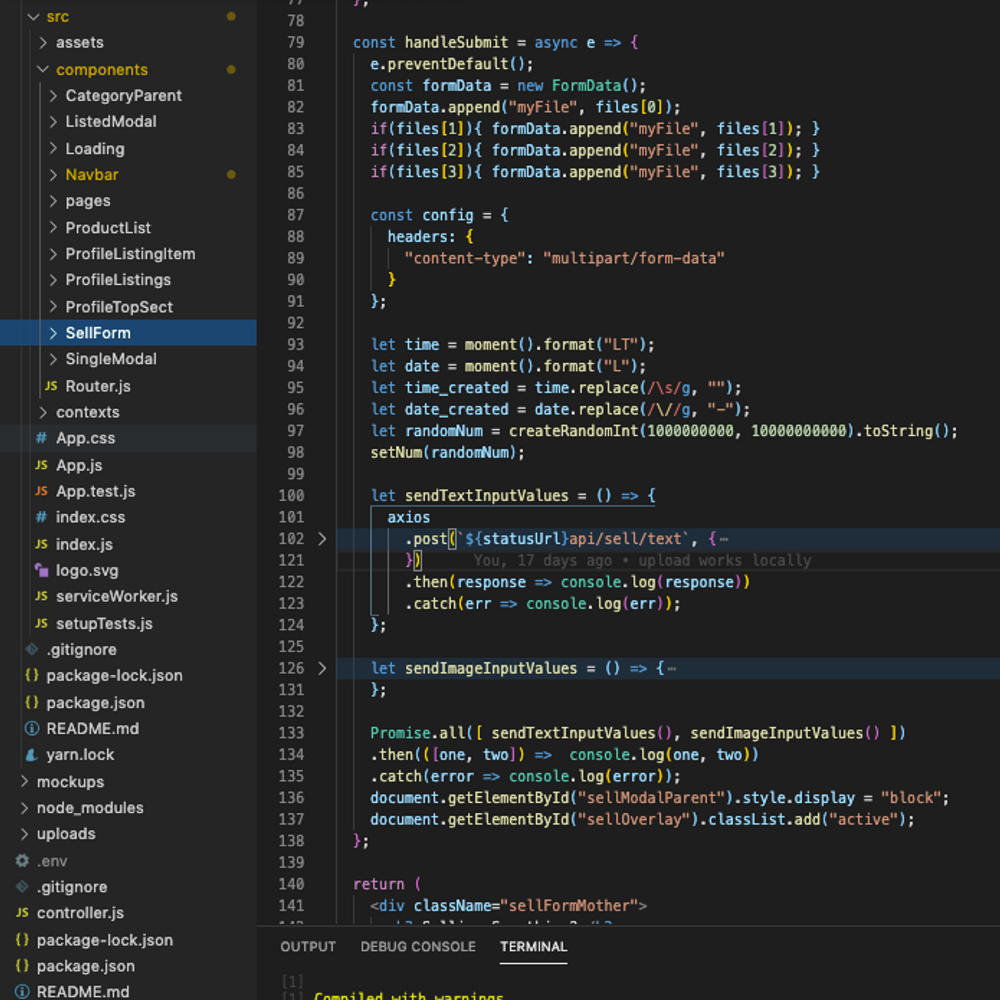 src
assets
components
CategoryParent
ListedModal
Loading
Navbar
pages
ProductList
ProfileListingItem
ProfileListings
ProfileTopSect
SellForm
SingleModal
JS Router.js
contexts
# App.css
JS App.js
JS App.test.js
# index.css
JS index.js
logo.svg
JS serviceWorker.js
JS setupTests.js
.gitignore
{} package-lock.json
{} package.json
README.md
yarn.lock
mockups
node_modules
uploads
.env
.gitignore
JS controller.js
{} package-lock.json
{} package.json
README.md
77 };
78
79 const handleSubmit = async e => {
80 e.preventDefault();
81 const formData = new FormData();
82 formData.append("myFile", files[0]);
83 if(files[1]){ formData.append("myFile", files[1]); }
84 if(files[2]){ formData.append("myFile", files[2]); }
85 if(files[3]){ formData.append("myFile", files[3]); }
86
87 const config = {
88 headers: {
89 "content-type": "multipart/form-data"
90 }
91 };
92
93 let time = moment().format("LT");
94 let date = moment().format("L");
95 let time_created = time.replace(/\s/g, "");
96 let date_created = date.replace(/\//g, "-");
97 let randomNum = createRandomInt(1000000000, 10000000000).toString();
98 setNum(randomNum);
99
100 let sendTextInputValues = () => {
101 axios
102 .post(`${statusUrl}api/sell/text`, {⋯
121 }) You, 17 days ago • upload works locally
122 .then(response => console.log(response))
123 .catch(err => console.log(err));
124 };
125
126 let sendImageInputValues = () => {⋯
131 };
132
133 Promise.all([ sendTextInputValues(), sendImageInputValues() ])
134 .then(([one, two]) => console.log(one, two))
135 .catch(error => console.log(error));
136 document.getElementById("sellModalParent").style.display = "block";
137 document.getElementById("sellOverlay").classList.add("active");
138 };
139
140 return (
141 <div className="sellFormMother">
OUTPUT DEBUG CONSOLE TERMINAL
[1]
[1] Compiled with warnings